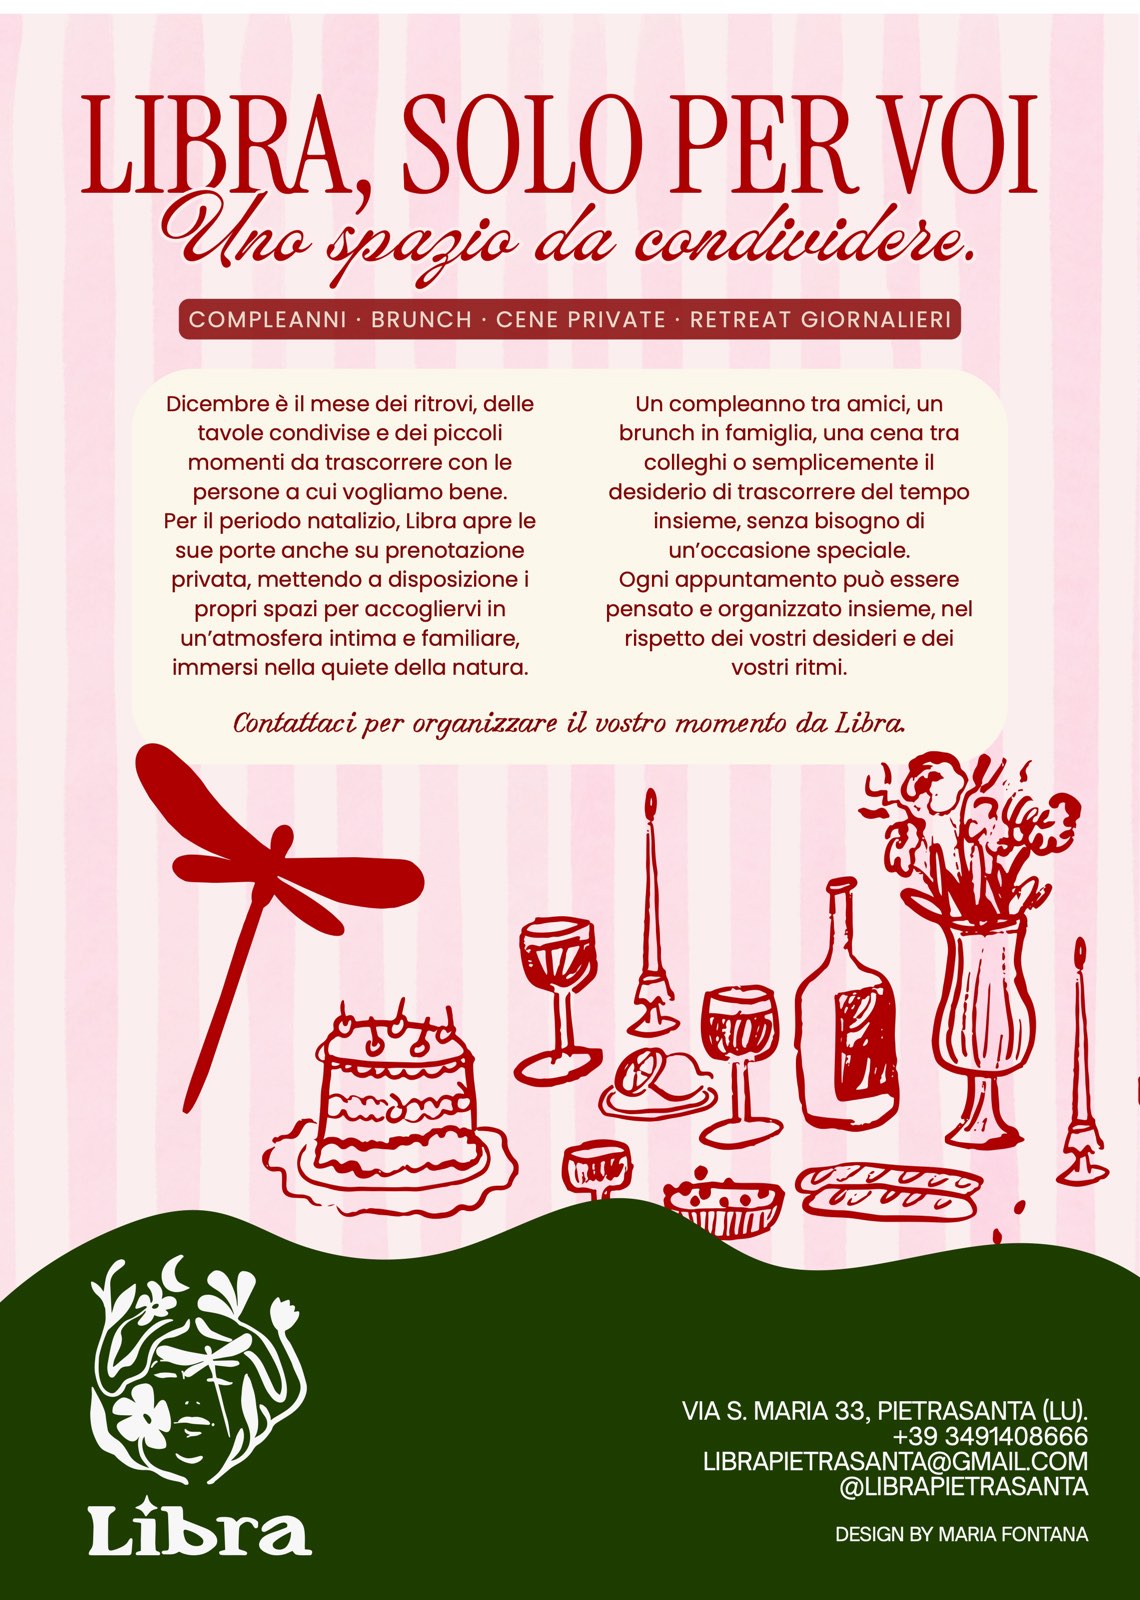 LIBRA, SOLO PER VOI
Uno spazio da condividere.
COMPLEANNI · BRUNCH · CENE PRIVATE · RETREAT GIORNALIERI
Dicembre è il mese dei ritrovi, delle
tavole condivise e dei piccoli
momenti da trascorrere con le
persone a cui vogliamo bene.
Per il periodo natalizio, Libra apre le
sue porte anche su prenotazione
privata, mettendo a disposizione i
propri spazi per accogliervi in
un’atmosfera intima e familiare,
immersi nella quiete della natura.
Un compleanno tra amici, un
brunch in famiglia, una cena tra
colleghi o semplicemente il
desiderio di trascorrere del tempo
insieme, senza bisogno di
un’occasione speciale.
Ogni appuntamento può essere
pensato e organizzato insieme, nel
rispetto dei vostri desideri e dei
vostri ritmi.
Contattaci per organizzare il vostro momento da Libra.
Libra
VIA S. MARIA 33, PIETRASANTA (LU).
+39 3491408666
LIBRAPIETRASANTA@GMAIL.COM
@LIBRAPIETRASANTA
DESIGN BY MARIA FONTANA